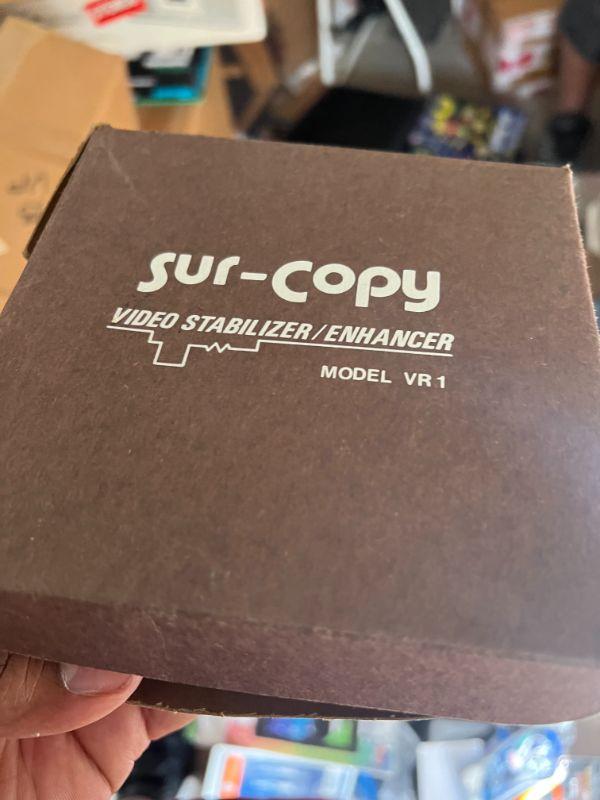 sur-copy
VIDEO STABILIZER/ENHANCER
MODEL VR1